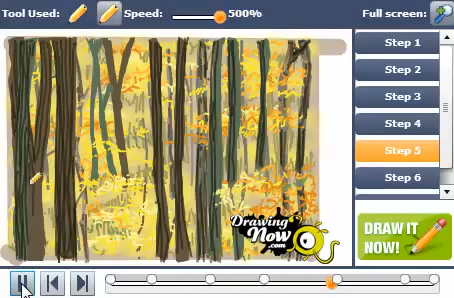 Tool Used: Speed: 500% Full screen:
Step 1
Step 2
Step 3
Step 4
Step 5
Step 6
Drawing
Now.com
DRAW IT
NOW!